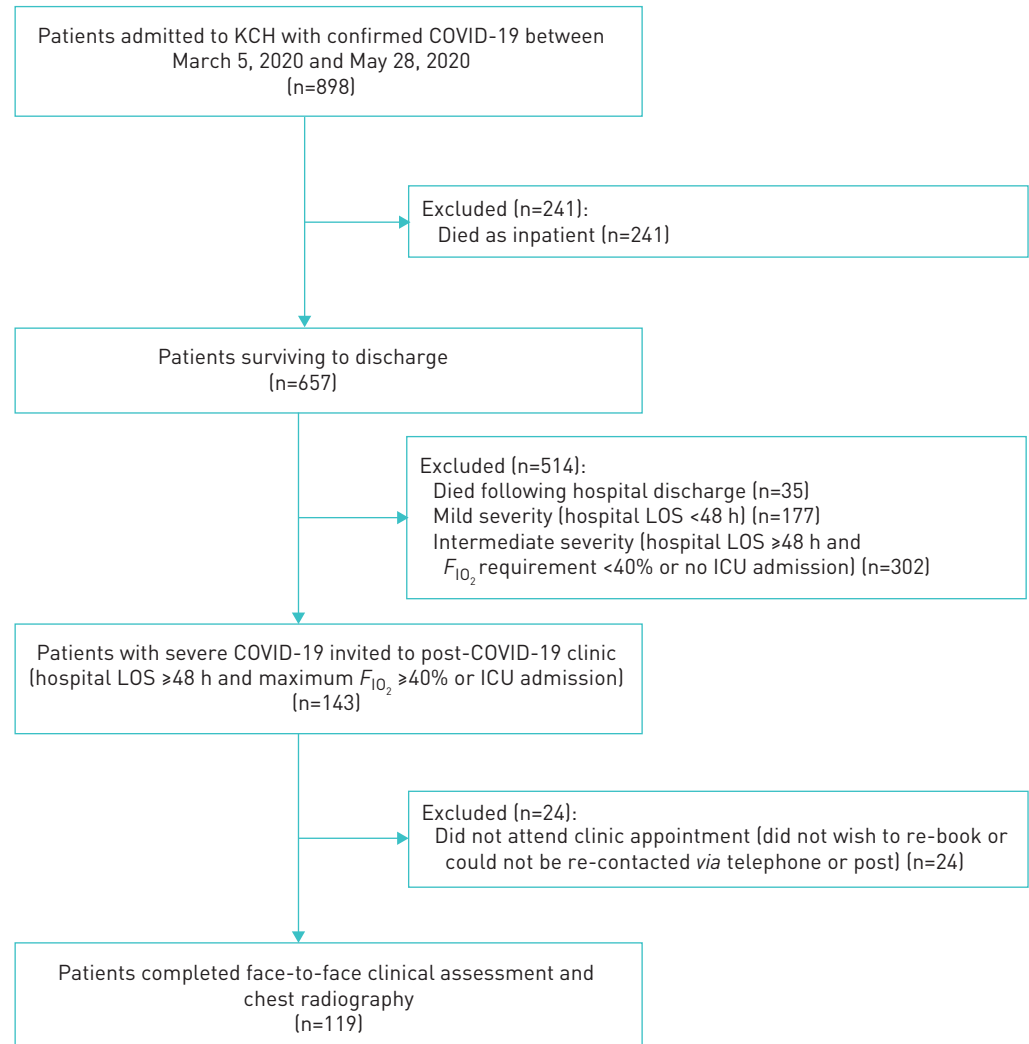 Patients admitted to KCH with confirmed COVID-19 between
March 5, 2020 and May 28, 2020
(n=898)
Excluded (n=241):
Died as inpatient (n=241)
Patients surviving to discharge
(n=657)
Excluded (n=514):
Died following hospital discharge (n=35)
Mild severity (hospital LOS <48 h) (n=177)
Intermediate severity (hospital LOS ⩾48 h and
FIO₂ requirement <40% or no ICU admission) (n=302)
Patients with severe COVID-19 invited to post-COVID-19 clinic
(hospital LOS ⩾48 h and maximum FIO₂ ⩾40% or ICU admission)
(n=143)
Excluded (n=24):
Did not attend clinic appointment (did not wish to re-book or
could not be re-contacted via telephone or post) (n=24)
Patients completed face-to-face clinical assessment and
chest radiography
(n=119)